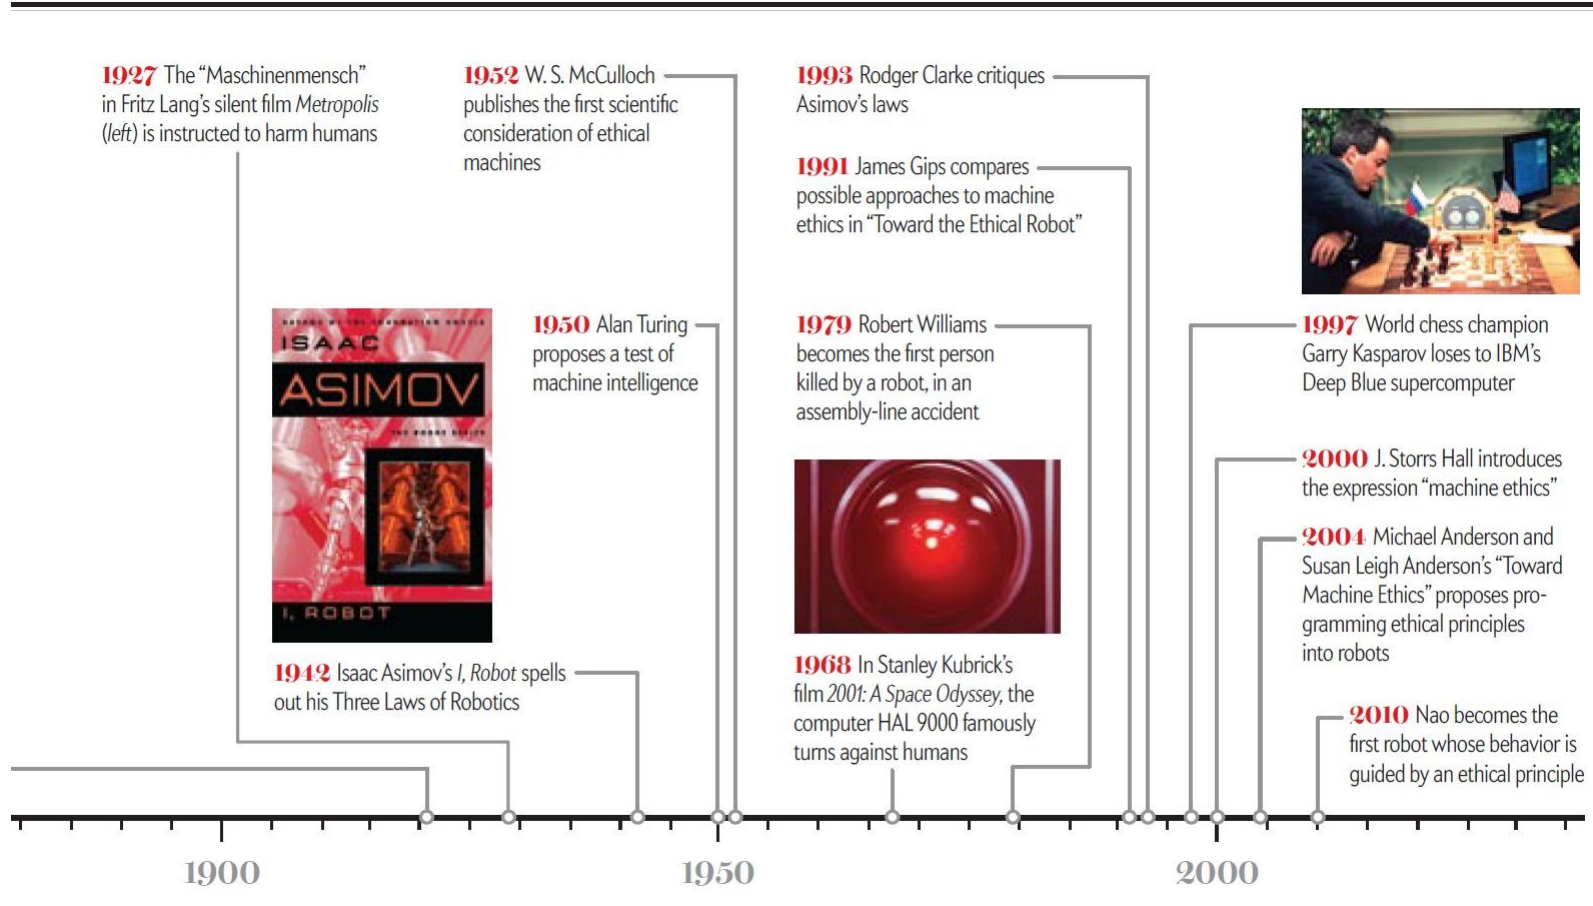 1927 The “Maschinenmensch”
in Fritz Lang’s silent film Metropolis
(left) is instructed to harm humans
1952 W. S. McCulloch
publishes the first scientific
consideration of ethical
machines
1993 Rodger Clarke critiques
Asimov’s laws
1991 James Gips compares
possible approaches to machine
ethics in “Toward the Ethical Robot”
ISAAC
ASIMOV
I, ROBOT
1950 Alan Turing
proposes a test of
machine intelligence
1979 Robert Williams
becomes the first person
killed by a robot, in an
assembly-line accident
1997 World chess champion
Garry Kasparov loses to IBM’s
Deep Blue supercomputer
2000 J. Storrs Hall introduces
the expression “machine ethics”
2004 Michael Anderson and
Susan Leigh Anderson’s “Toward
Machine Ethics” proposes pro-
gramming ethical principles
into robots
1942 Isaac Asimov’s I, Robot spells
out his Three Laws of Robotics
1968 In Stanley Kubrick’s
film 2001: A Space Odyssey, the
computer HAL 9000 famously
turns against humans
2010 Nao becomes the
first robot whose behavior is
guided by an ethical principle
1900
1950
2000